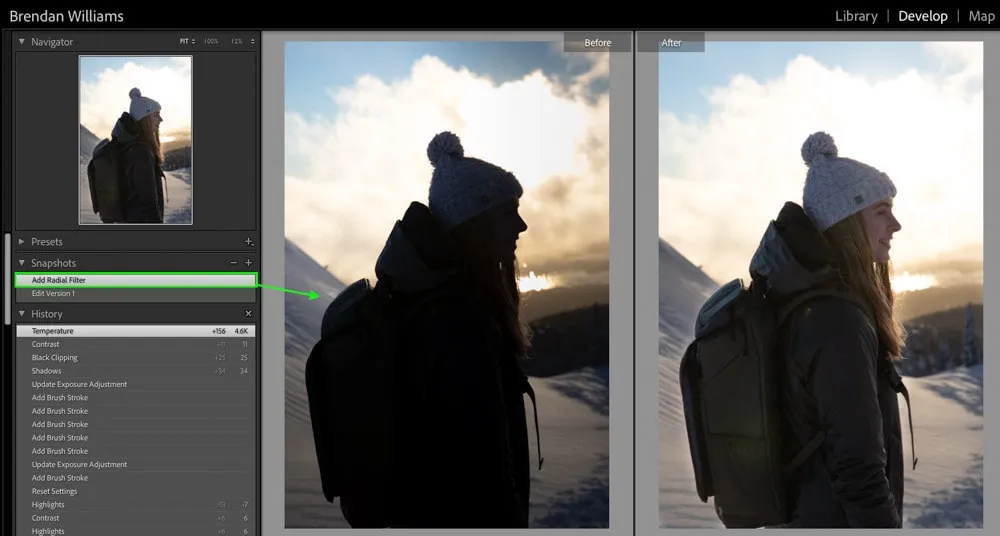 Brendan Williams
Library | Develop | Map
Navigator FIT 100% 12%
Before
After
Presets
Snapshots
Add Radial Filter
Edit Version 1
History
Temperature +156 4.6K
Contrast +11 11
Black Clipping +25 25
Shadows +34 34
Update Exposure Adjustment
Add Brush Stroke
Add Brush Stroke
Add Brush Stroke
Add Brush Stroke
Add Brush Stroke
Update Exposure Adjustment
Add Brush Stroke
Reset Settings
Highlights -7
Contrast +6 6
Highlights +6 6